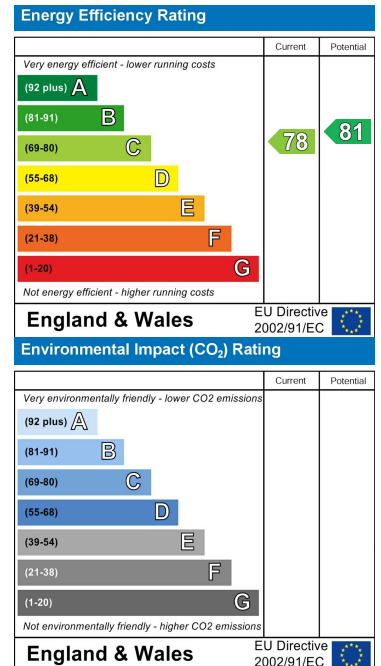 Energy Efficiency Rating
Current Potential
Very energy efficient - lower running costs
(92 plus) A
(81-91) B
(69-80) C
78
81
(55-68) D
(39-54) E
(21-38) F
(1-20) G
Not energy efficient - higher running costs
England & Wales
EU Directive
2002/91/EC
Environmental Impact (CO₂) Rating
Current Potential
Very environmentally friendly - lower CO2 emissions
(92 plus) A
(81-91) B
(69-80) C
(55-68) D
(39-54) E
(21-38) F
(1-20) G
Not environmentally friendly - higher CO2 emissions
England & Wales
EU Directive
2002/91/EC